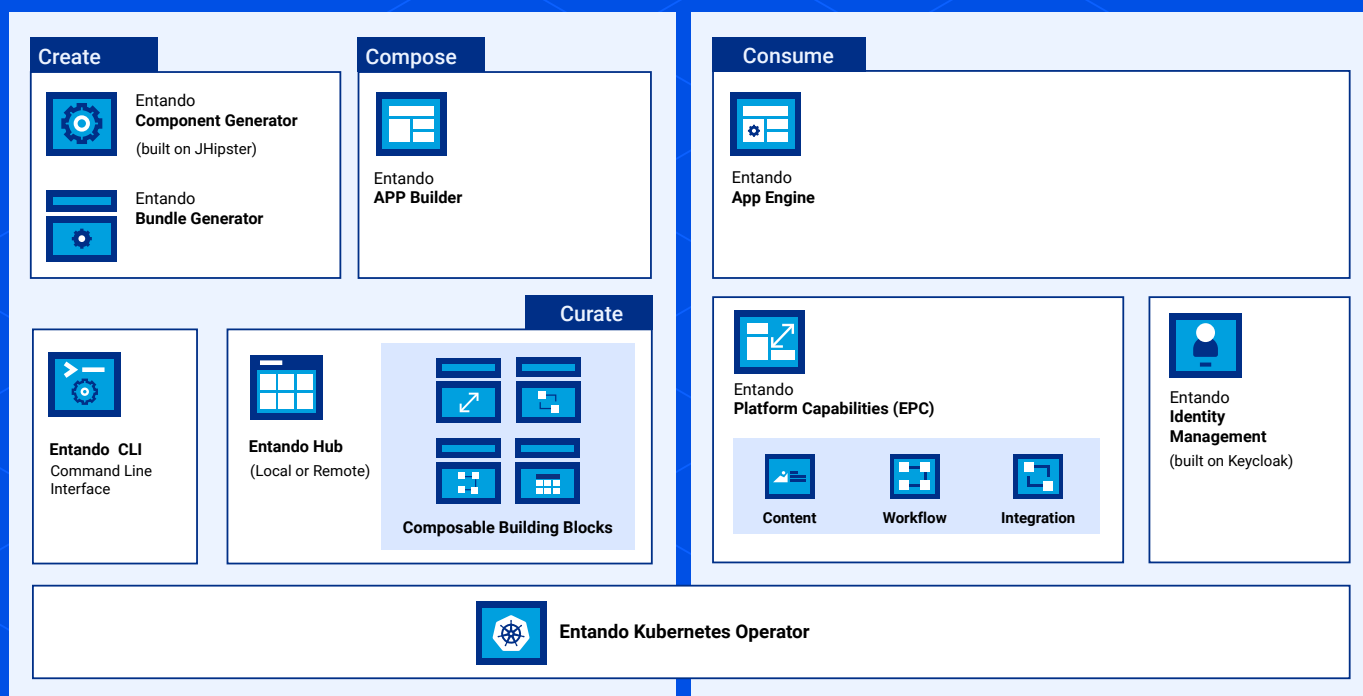 Create
Entando
Component Generator
(built on JHipster)
Entando
Bundle Generator
Compose
Entando
APP Builder
Consume
Entando
App Engine
Entando CLI
Command Line
Interface
Curate
Entando Hub
(Local or Remote)
Composable Building Blocks
Entando
Platform Capabilities (EPC)
Content
Workflow
Integration
Entando
Identity
Management
(built on Keycloak)
Entando Kubernetes Operator